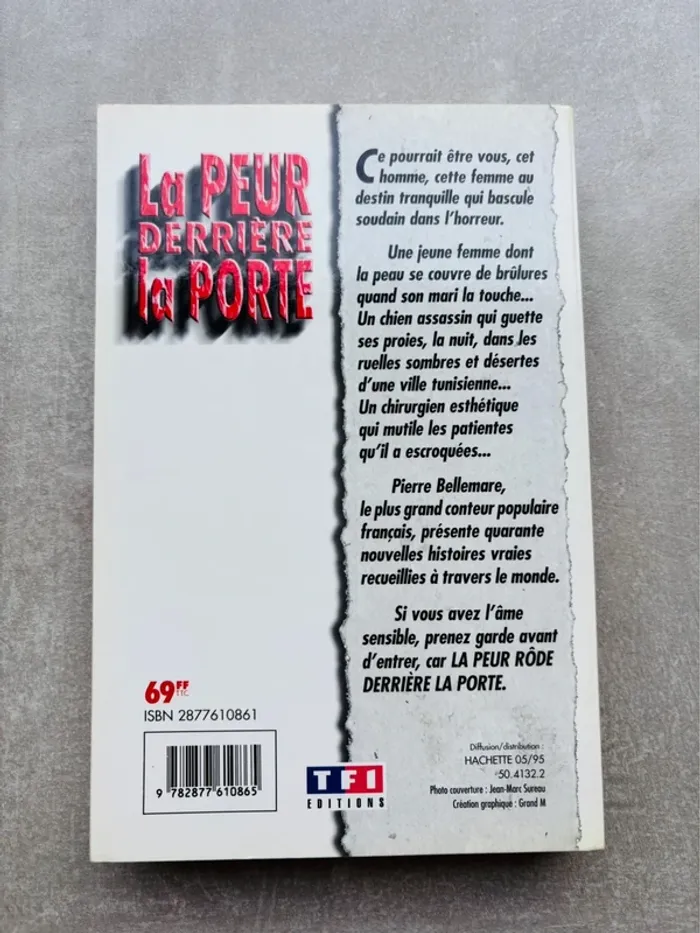 La PEUR
DERRIÈRE
la PORTE
Ce pourrait être vous, cet
homme, cette femme au
destin tranquille qui bascule
soudain dans l'horreur.
Une jeune femme dont
la peau se couvre de brûlures
quand son mari la touche...
Un chien assassin qui guette
ses proies, la nuit, dans les
ruelles sombres et désertes
d'une ville tunisienne...
Un chirurgien esthétique
qui mutile les patientes
qu'il a escroquées...
Pierre Bellemare,
le plus grand conteur populaire
français, présente quarante
nouvelles histoires vraies
recueillies à travers le monde.
Si vous avez l'âme
sensible, prenez garde avant
d'entrer, car LA PEUR RÔDE
DERRIÈRE LA PORTE.
69FF
TTC
ISBN 2877610861
9 782877 610865
TF1
EDITIONS
Diffusion/distribution :
HACHETTE 05/95
50.4132.2
Photo couverture : Jean-Marc Sureau
Création graphique : Grand M